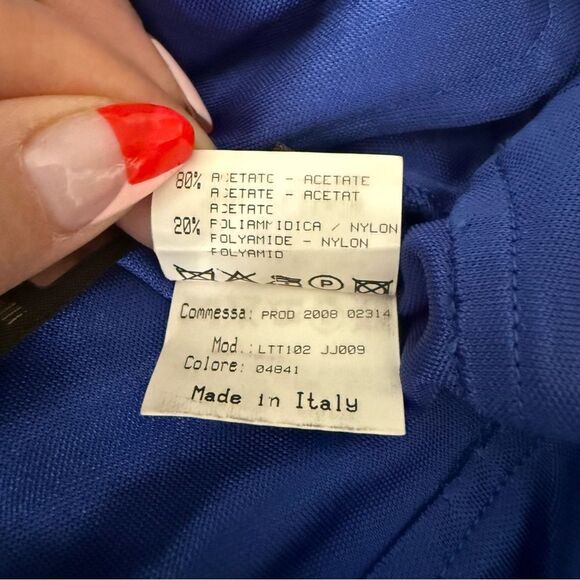 80% ACETATO - ACETATE
ACETATE - ACETAT
ACETATO
20% POLIAMMIDICA / NYLON
POLYAMIDE - NYLON
POLYAMID
P
Commessa: PROD 2008 02314
Mod.: LTT102 JJ009
Colore: 04841
Made in Italy